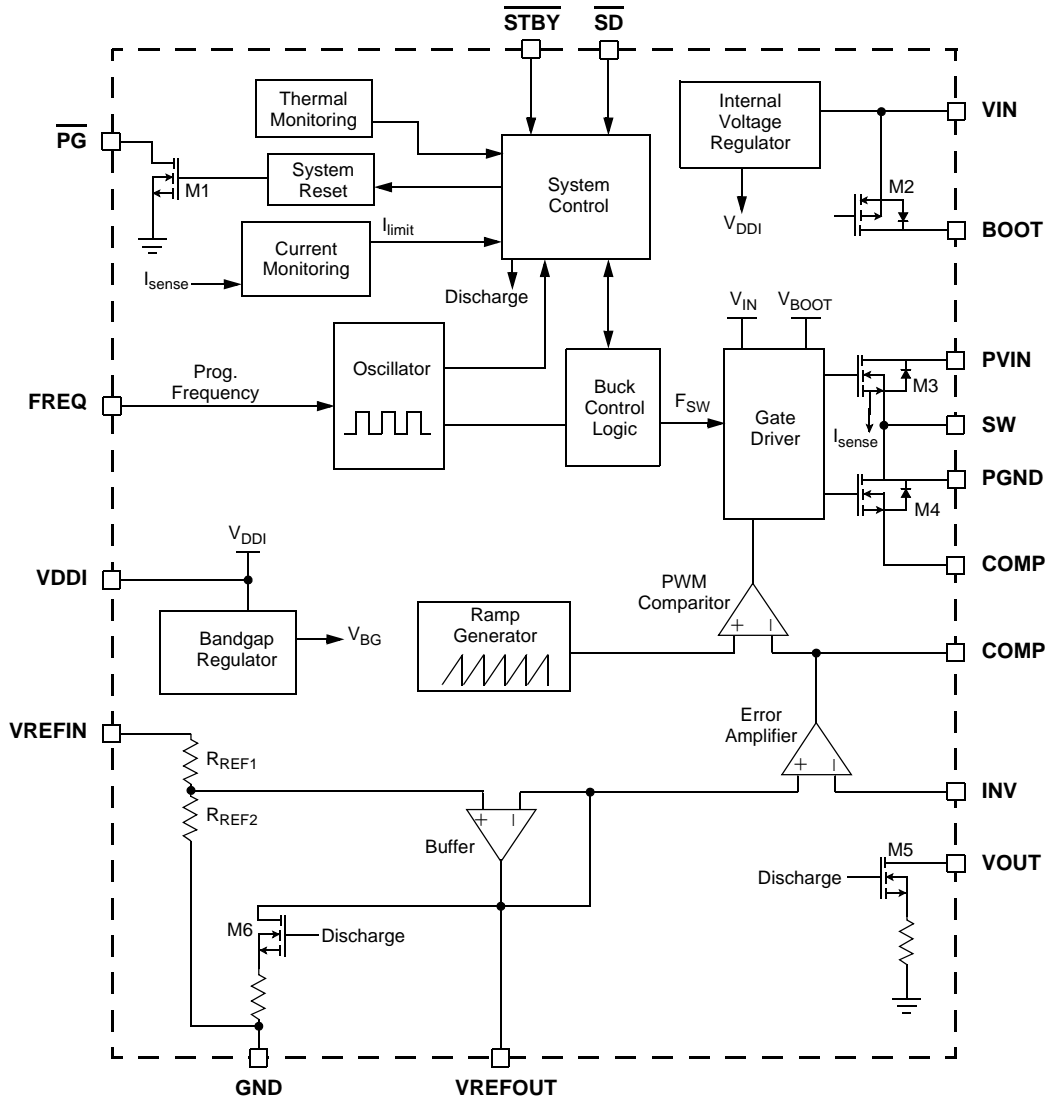 STBY
SD
Thermal
Monitoring
Internal
Voltage
Regulator
VIN
PG
M1
System
Reset
System
Control
M2
VDDI
BOOT
Ilimit
Current
Monitoring
Isense
Discharge
VIN
VBOOT
Prog.
Frequency
FREQ
Oscillator
Buck
Control
Logic
FSW
Gate
Driver
PVIN
M3
Isense
SW
PGND
M4
VDDI
VDDI
COMP
PWM
Comparitor
Bandgap
Regulator
VBG
Ramp
Generator
+
–
COMP
VREFIN
RREF1
Error
Amplifier
+
–
INV
RREF2
+
–
Buffer
M5
VOUT
Discharge
M6
Discharge
GND
VREFOUT